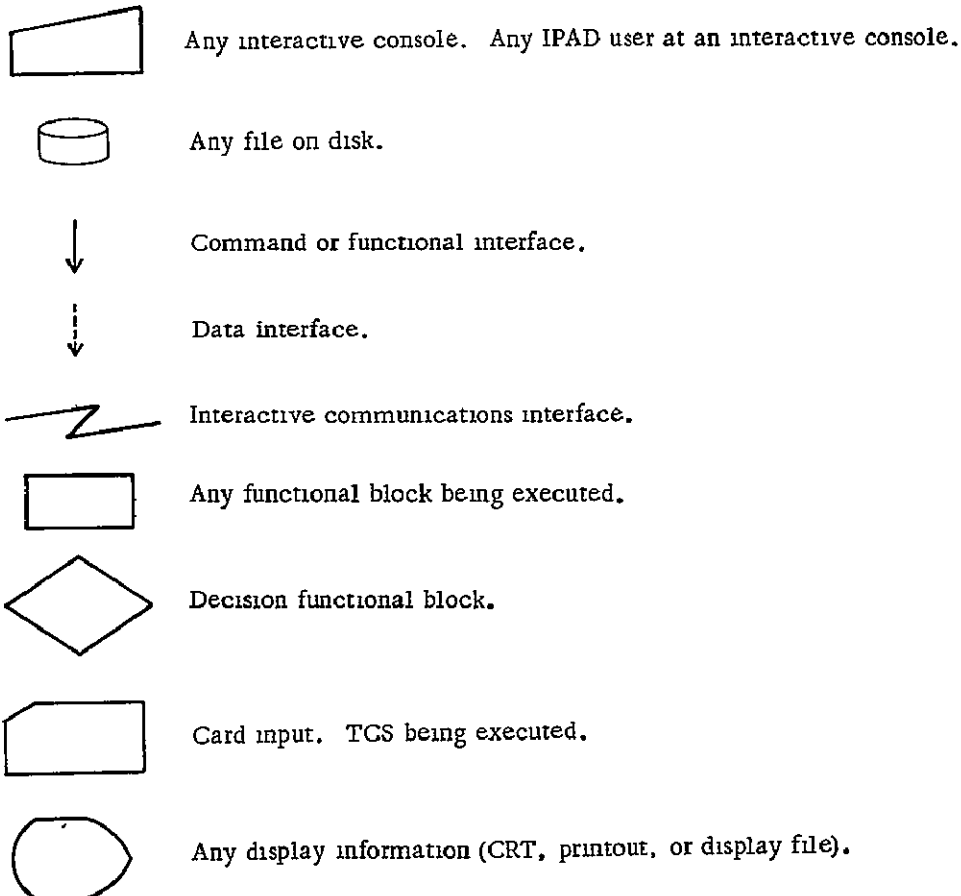 Any interactive console. Any IPAD user at an interactive console.
Any file on disk.
Command or functional interface.
Data interface.
Interactive communications interface.
Any functional block being executed.
Decision functional block.
Card input. TCS being executed.
Any display information (CRT, printout, or display file).